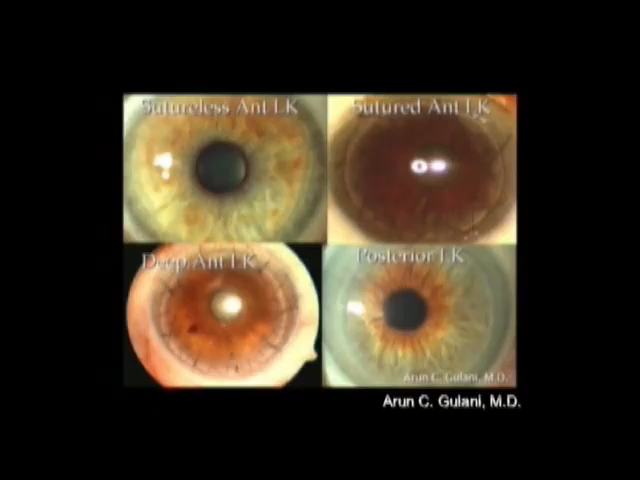 Sutureless Ant LK
Sutured Ant LK
Deep Ant LK
Posterior LK
Arun C. Gulani, M.D.
Arun C. Gulani, M.D.